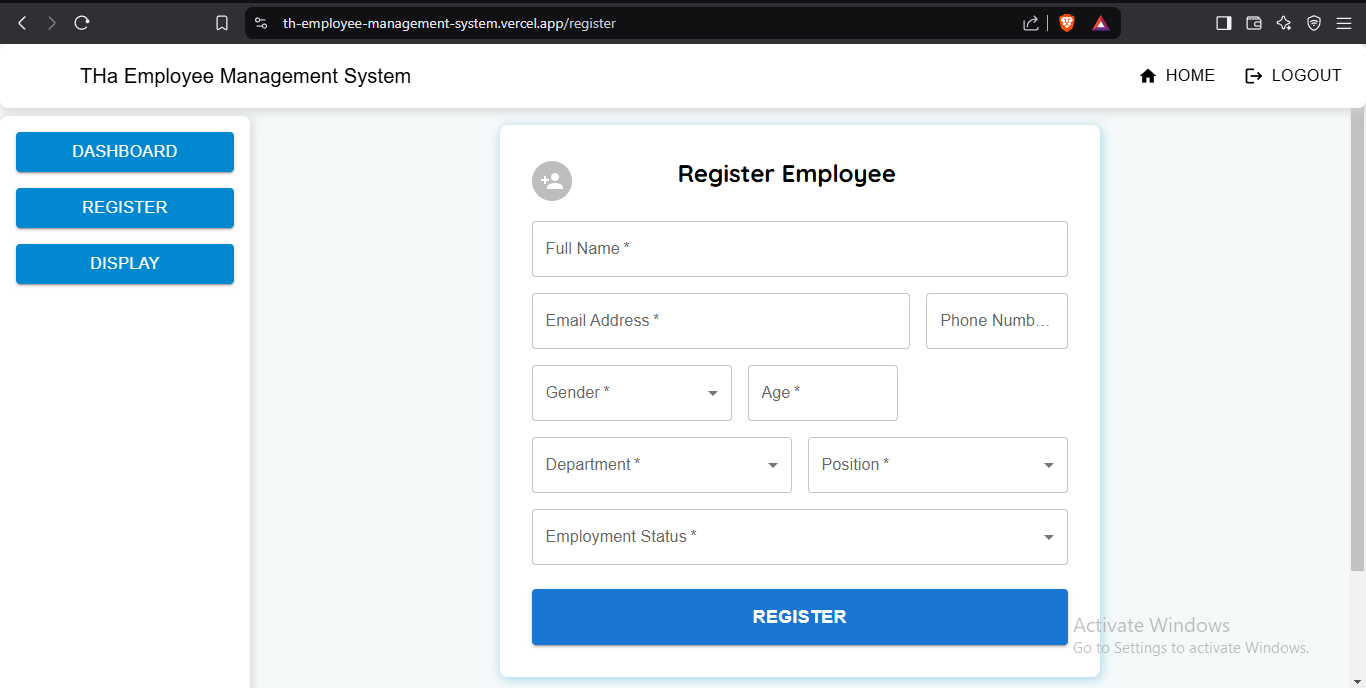 th-employee-management-system.vercel.app/register
THa Employee Management System
HOME
LOGOUT
DASHBOARD
REGISTER
DISPLAY
Register Employee
Full Name *
Email Address *
Phone Numb...
Gender *
Age *
Department *
Position *
Employment Status *
REGISTER
Activate Windows
Go to Settings to activate Windows.